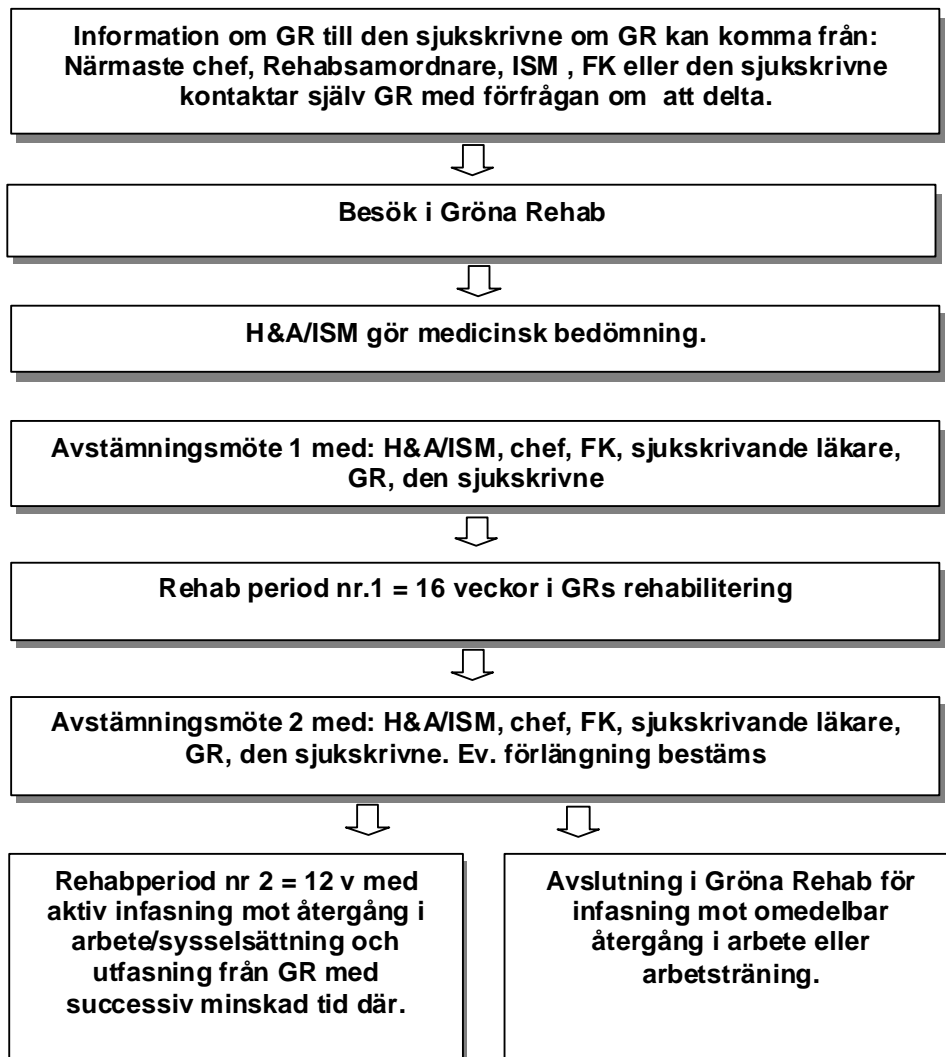 Information om GR till den sjukskrivne om GR kan komma från:
Närmaste chef, Rehabsamordnare, ISM , FK eller den sjukskrivne
kontaktar själv GR med förfrågan om att delta.
Besök i Gröna Rehab
H&A/ISM gör medicinsk bedömning.
Avstämningsmöte 1 med: H&A/ISM, chef, FK, sjukskrivande läkare,
GR, den sjukskrivne
Rehab period nr.1 = 16 veckor i GRs rehabilitering
Avstämningsmöte 2 med: H&A/ISM, chef, FK, sjukskrivande läkare,
GR, den sjukskrivne. Ev. förlängning bestäms
Rehabperiod nr 2 = 12 v med
aktiv infasning mot återgång i
arbete/sysselsättning och
utfasning från GR med
successiv minskad tid där.
Avslutning i Gröna Rehab för
infasning mot omedelbar
återgång i arbete eller
arbetsträning.